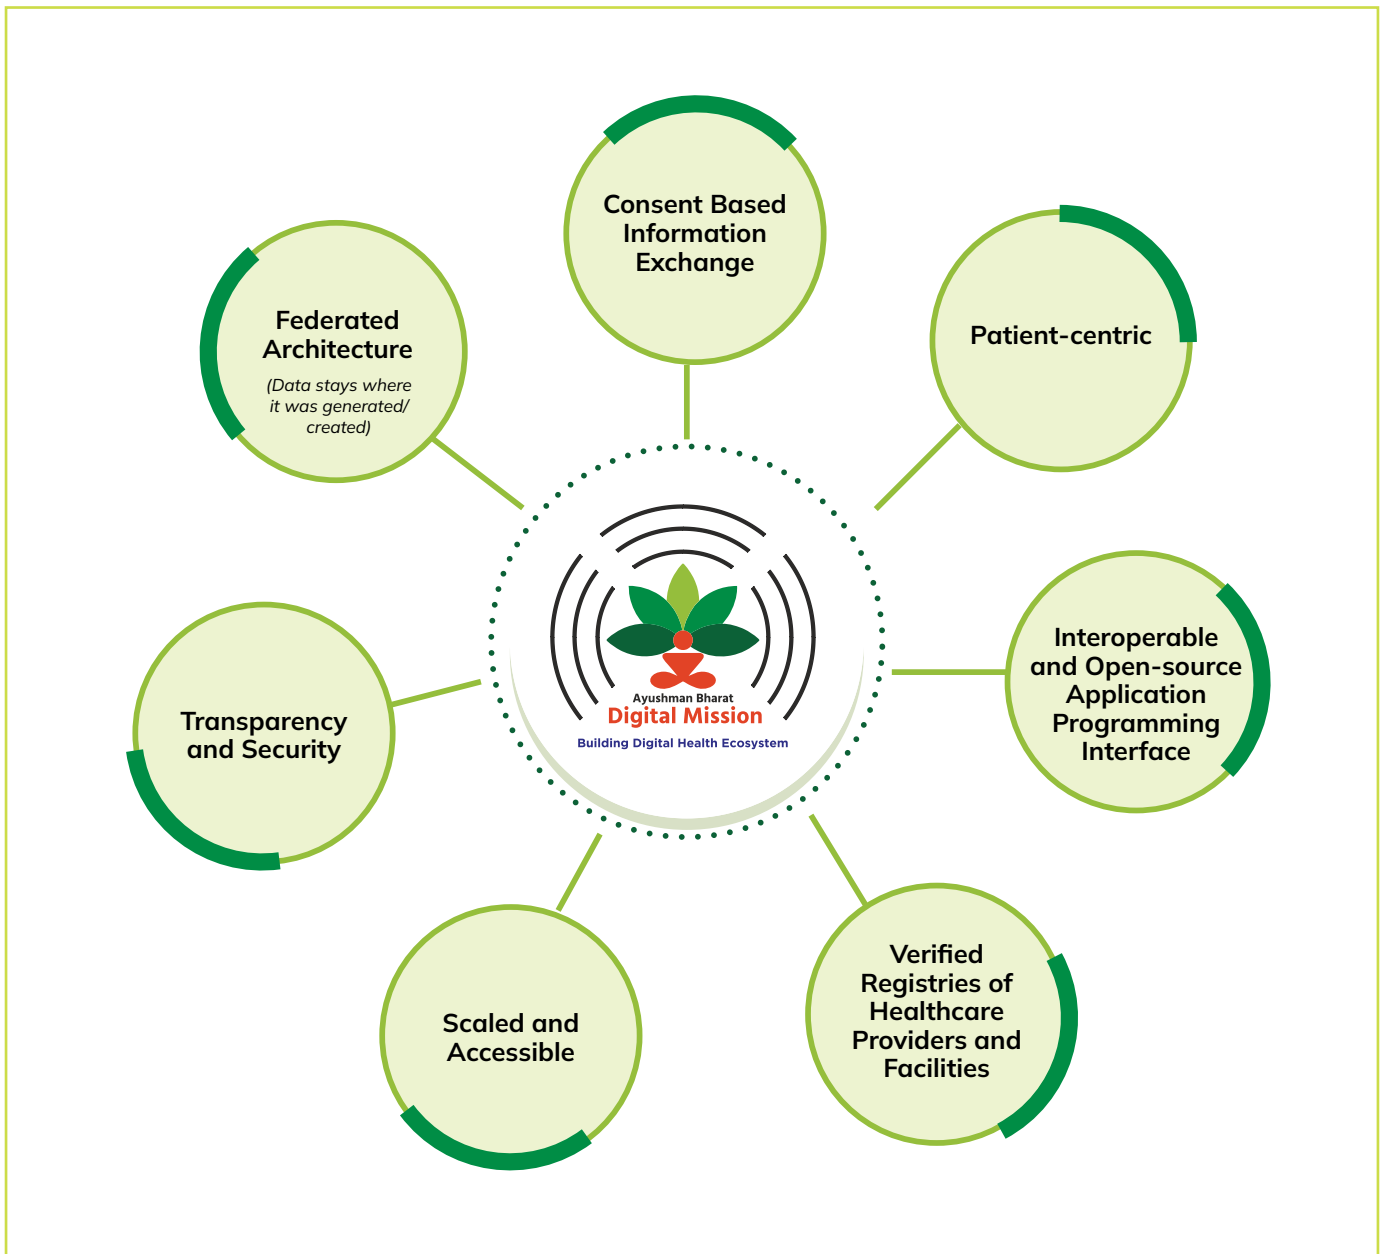 Consent Based
Information
Exchange
Patient-centric
Interoperable
and Open-source
Application
Programming
Interface
Verified
Registries of
Healthcare
Providers and
Facilities
Scaled and
Accessible
Transparency
and Security
Federated
Architecture
(Data stays where
it was generated/
created)
Ayushman Bharat
Digital Mission
Building Digital Health Ecosystem